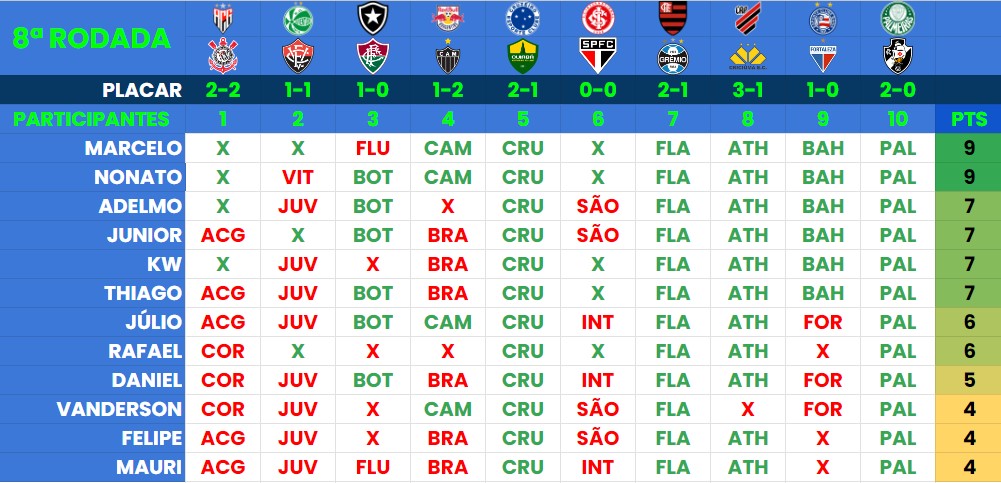 8ª RODADA
SPFC
CUIABÁ
GRÊMIO
FORTALEZA
PLACAR 2-2 1-1 1-0 1-2 2-1 0-0 2-1 3-1 1-0 2-0
PARTICIPANTES 1 2 3 4 5 6 7 8 9 10 PTS
MARCELO X X FLU CAM CRU X FLA ATH BAH PAL 9
NONATO X VIT BOT CAM CRU X FLA ATH BAH PAL 9
ADELMO X JUV BOT X CRU SÃO FLA ATH BAH PAL 7
JUNIOR ACG X BOT BRA CRU SÃO FLA ATH BAH PAL 7
KW X JUV X BRA CRU X FLA ATH BAH PAL 7
THIAGO ACG JUV BOT BRA CRU X FLA ATH BAH PAL 7
JÚLIO ACG JUV BOT CAM CRU INT FLA ATH FOR PAL 6
RAFAEL COR X X X CRU X FLA ATH X PAL 6
DANIEL COR JUV BOT BRA CRU INT FLA ATH FOR PAL 5
VANDERSON COR JUV X CAM CRU SÃO FLA X FOR PAL 4
FELIPE ACG JUV X BRA CRU SÃO FLA ATH X PAL 4
MAURI ACG JUV FLU BRA CRU INT FLA ATH X PAL 4